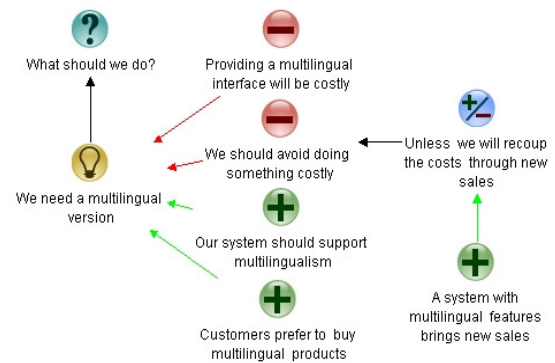 What should we do?
Providing a multilingual
interface will be costly
We should avoid doing
something costly
Unless we will recoup
the costs through new
sales
We need a multilingual
version
Our system should support
multilingualism
Customers prefer to buy
multilingual products
A system with
multilingual features
brings new sales